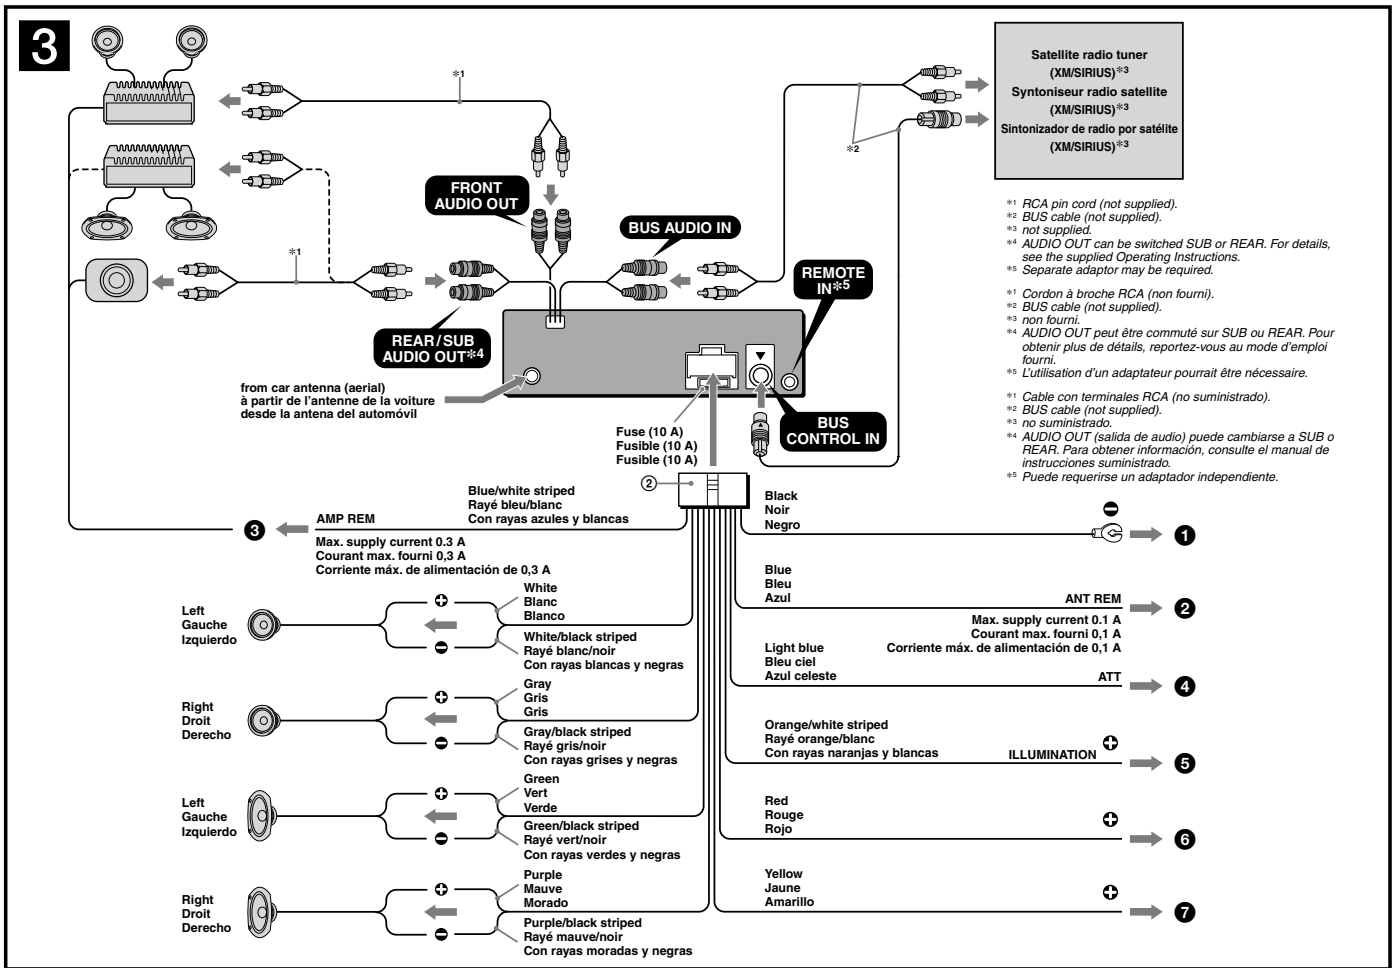 3
Satellite radio tuner
(XM/SIRIUS)*3
Syntoniseur radio satellite
(XM/SIRIUS)*3
Sintonizador de radio por satélite
(XM/SIRIUS)*3
*1
*2
FRONT
AUDIO OUT
BUS AUDIO IN
*1
REMOTE
IN*5
REAR/SUB
AUDIO OUT*4
*1 RCA pin cord (not supplied).
*2 BUS cable (not supplied).
*3 not supplied.
*4 AUDIO OUT can be switched SUB or REAR. For details,
see the supplied Operating Instructions.
*5 Separate adaptor may be required.
*1 Cordon à broche RCA (non fourni).
*2 BUS cable (not supplied).
*3 non fourni.
*4 AUDIO OUT peut être commuté sur SUB ou REAR. Pour
obtenir plus de détails, reportez-vous au mode d'emploi
fourni.
*5 L'utilisation d'un adaptateur pourrait être nécessaire.
*1 Cable con terminales RCA (no suministrado).
*2 BUS cable (not supplied).
*3 no suministrado.
*4 AUDIO OUT (salida de audio) puede cambiarse a SUB o
REAR. Para obtener información, consulte el manual de
instrucciones suministrado.
*5 Puede requerirse un adaptador independiente.
from car antenna (aerial)
à partir de l'antenne de la voiture
desde la antena del automóvil
Fuse (10 A)
Fusible (10 A)
Fusible (10 A)
BUS
CONTROL IN
2
Blue/white striped
Rayé bleu/blanc
Con rayas azules y blancas
3
AMP REM
Max. supply current 0.3 A
Courant max. fourni 0,3 A
Corriente máx. de alimentación de 0,3 A
Left
Gauche
Izquierdo
White
Blanc
Blanco
White/black striped
Rayé blanc/noir
Con rayas blancas y negras
Right
Droit
Derecho
Gray
Gris
Gris
Gray/black striped
Rayé gris/noir
Con rayas grises y negras
Left
Gauche
Izquierdo
Green
Vert
Verde
Green/black striped
Rayé vert/noir
Con rayas verdes y negras
Right
Droit
Derecho
Purple
Mauve
Morado
Purple/black striped
Rayé mauve/noir
Con rayas moradas y negras
Black
Noir
Negro
1
Blue
Bleu
Azul
ANT REM
2
Max. supply current 0.1 A
Courant max. fourni 0,1 A
Corriente máx. de alimentación de 0,1 A
Light blue
Bleu ciel
Azul celeste
ATT
4
Orange/white striped
Rayé orange/blanc
Con rayas naranjas y blancas
ILLUMINATION
5
Red
Rouge
Rojo
6
Yellow
Jaune
Amarillo
7